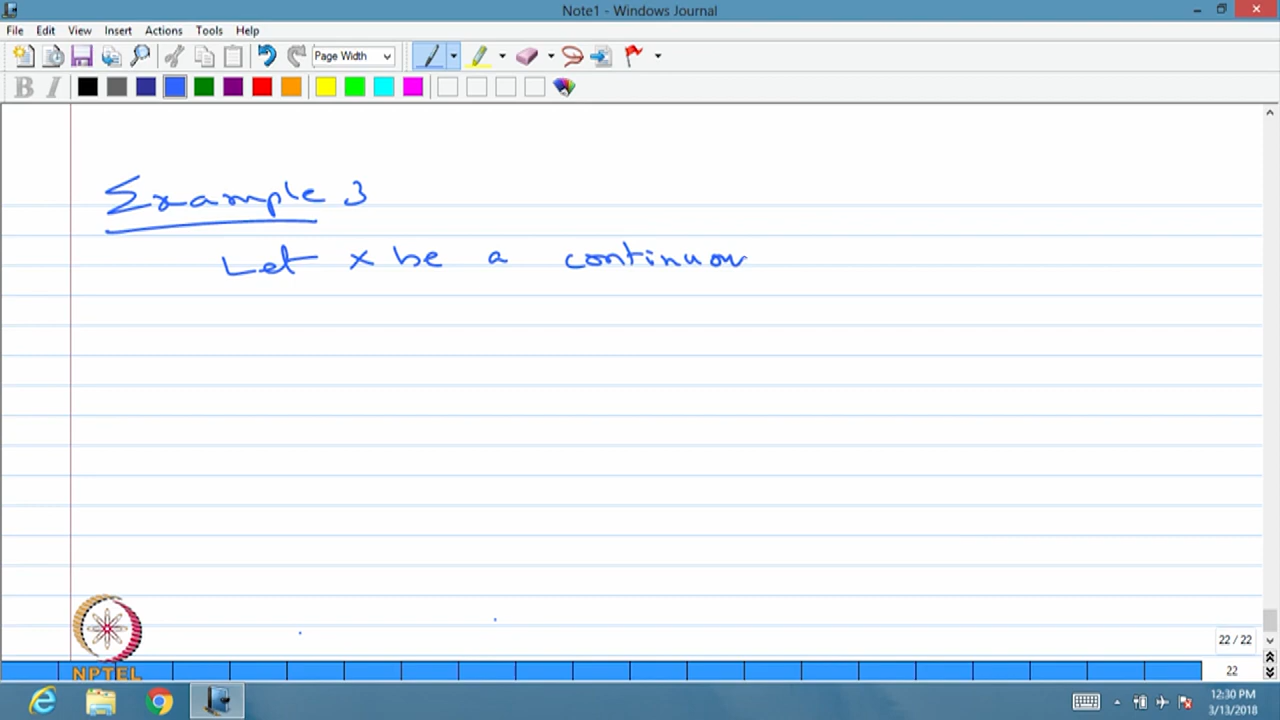 Note1 - Windows Journal
File Edit View Insert Actions Tools Help
Page Width
B I
Example 3
Let x be a continuou
22 / 22
NPTEL
22
12:30 PM
3/13/2018